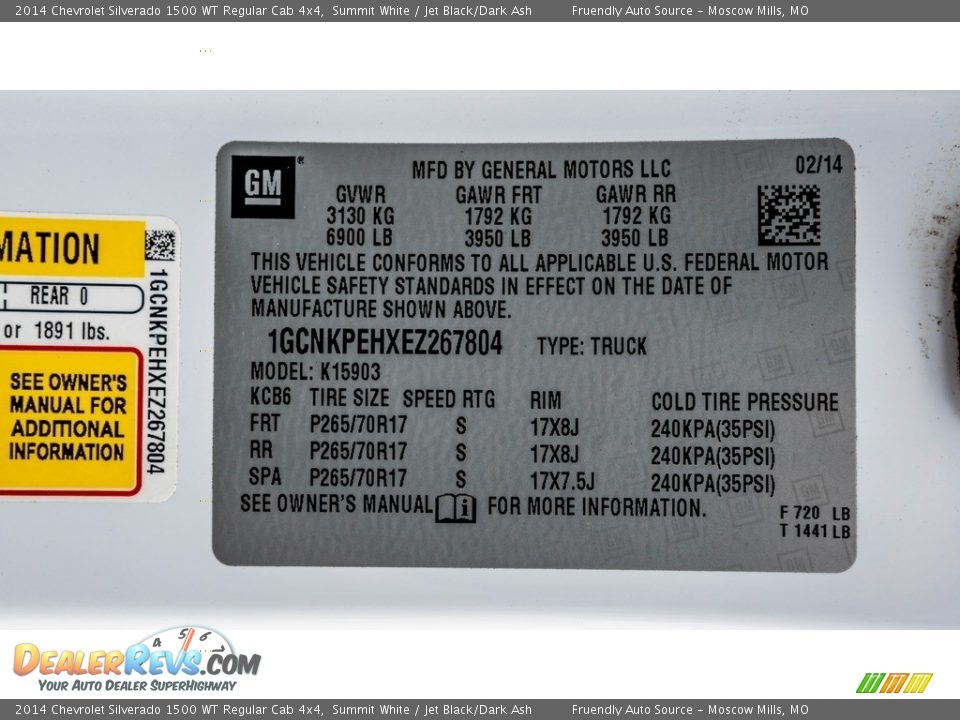 2014 Chevrolet Silverado 1500 WT Regular Cab 4x4, Summit White / Jet Black/Dark Ash Fruendly Auto Source - Moscow Mills, MO
MATION
REAR 0
or 1891 lbs.
SEE OWNER'S
MANUAL FOR
ADDITIONAL
INFORMATION
1GCNKPEHXEZ267804
GM®
MFD BY GENERAL MOTORS LLC 02/14
GVWR GAWR FRT GAWR RR
3130 KG 1792 KG 1792 KG
6900 LB 3950 LB 3950 LB
THIS VEHICLE CONFORMS TO ALL APPLICABLE U.S. FEDERAL MOTOR
VEHICLE SAFETY STANDARDS IN EFFECT ON THE DATE OF
MANUFACTURE SHOWN ABOVE.
1GCNKPEHXEZ267804 TYPE: TRUCK
MODEL: K15903
KCB6 TIRE SIZE SPEED RTG RIM COLD TIRE PRESSURE
FRT P265/70R17 S 17X8J 240KPA(35PSI)
RR P265/70R17 S 17X8J 240KPA(35PSI)
SPA P265/70R17 S 17X7.5J 240KPA(35PSI)
SEE OWNER'S MANUAL i FOR MORE INFORMATION.
F 720 LB
T 1441 LB
4 5 6 7
DEALERREVS.COM
YOUR AUTO DEALER SUPERHIGHWAY
2014 Chevrolet Silverado 1500 WT Regular Cab 4x4, Summit White / Jet Black/Dark Ash Fruendly Auto Source - Moscow Mills, MO